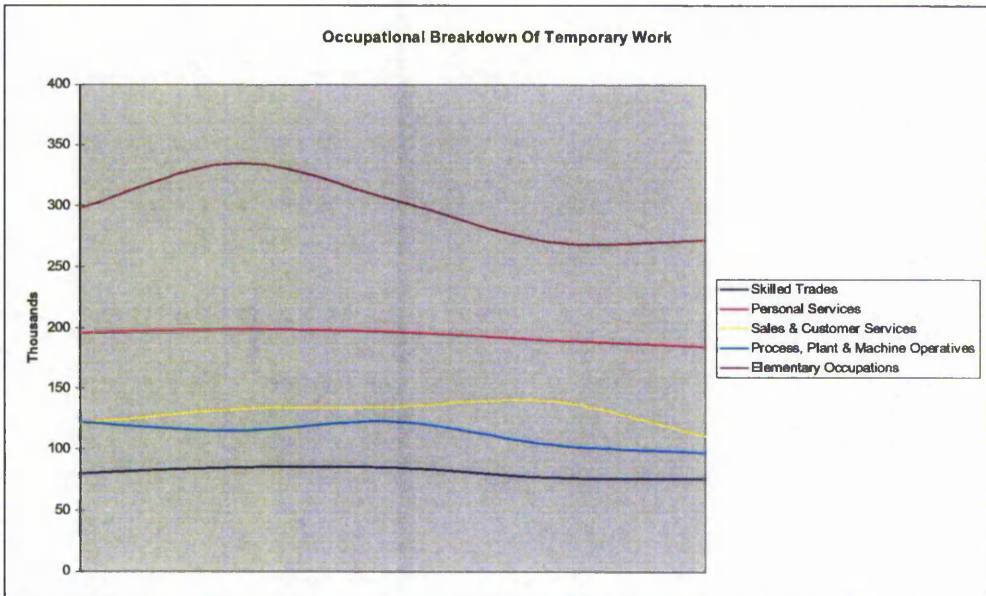 Occupational Breakdown Of Temporary Work
400
350
300
250
200
150
100
50
0
Thousands
Skilled Trades
Personal Services
Sales & Customer Services
Process, Plant & Machine Operatives
Elementary Occupations